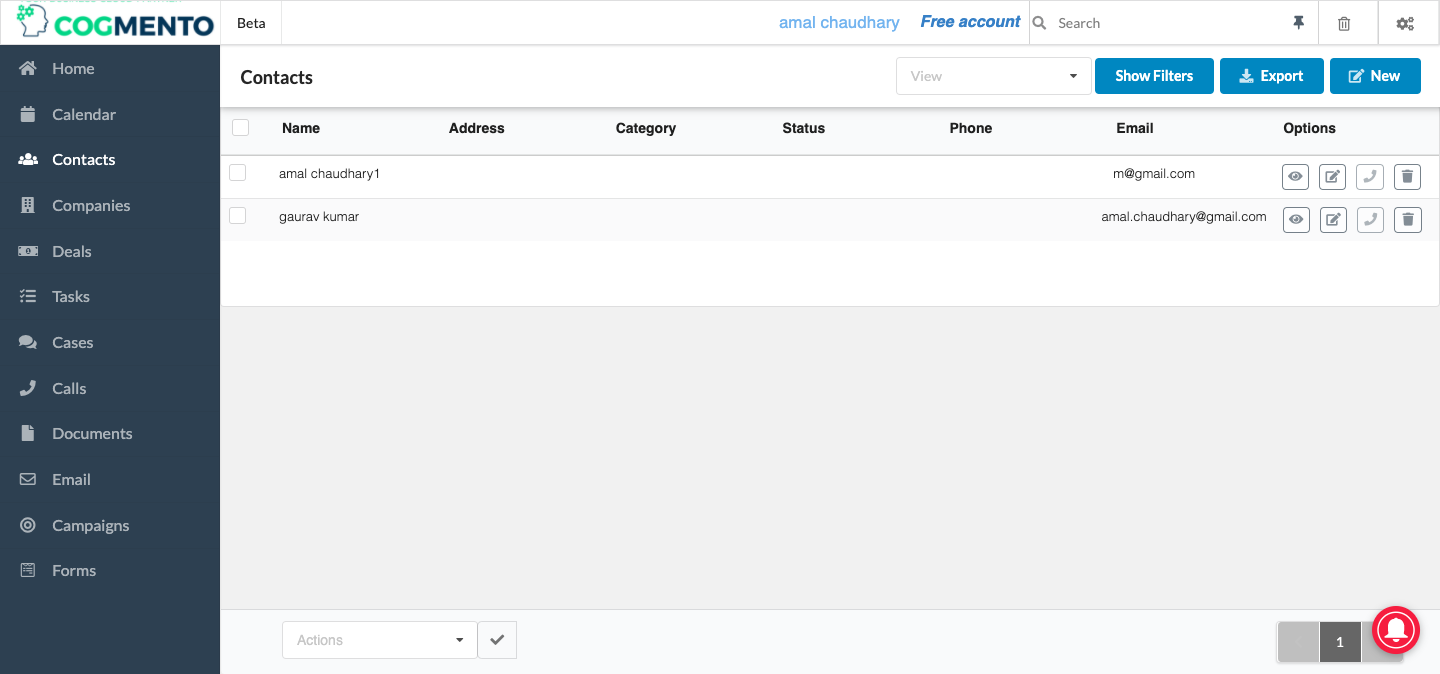 COGMENTO
Beta
amal chaudhary
Free account
Search
Home
Calendar
Contacts
Companies
Deals
Tasks
Cases
Calls
Documents
Email
Campaigns
Forms
Contacts
View
Show Filters
Export
New
Name Address Category Status Phone Email Options
amal chaudhary1 m@gmail.com
gaurav kumar amal.chaudhary@gmail.com
Actions
1